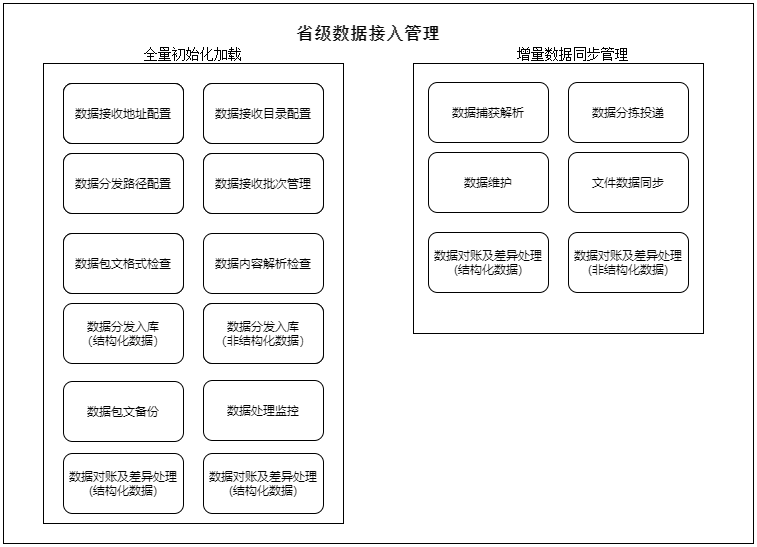 省级数据接入管理
全量初始化加载
数据接收地址配置
数据接收目录配置
数据分发路径配置
数据接收批次管理
数据包文格式检查
数据内容解析检查
数据分发入库
(结构化数据)
数据分发入库
(非结构化数据)
数据包文备份
数据处理监控
数据对账及差异处理
(结构化数据)
数据对账及差异处理
(结构化数据)
增量数据同步管理
数据捕获解析
数据分拣投递
数据维护
文件数据同步
数据对账及差异处理
(结构化数据)
数据对账及差异处理
(非结构化数据)